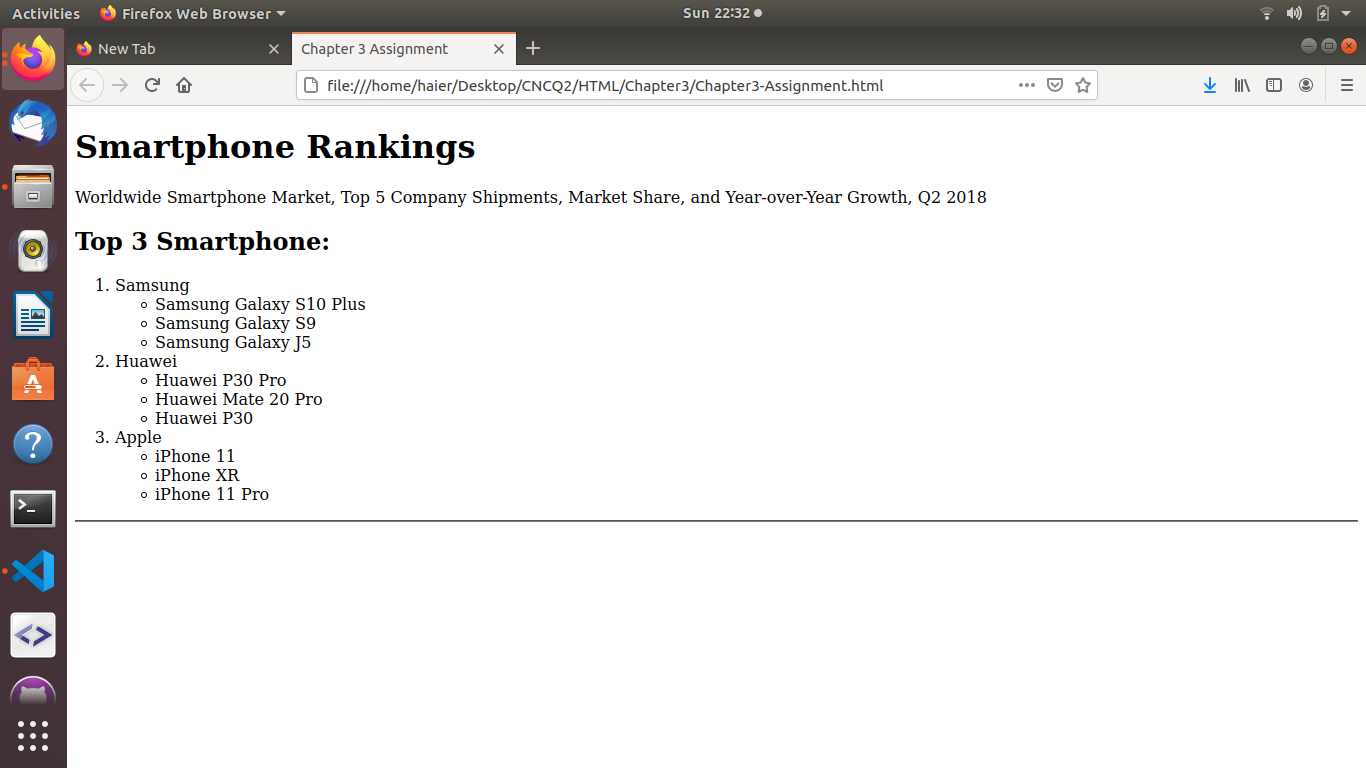 Activities Firefox Web Browser Sun 22:32
New Tab Chapter 3 Assignment
file:///home/haier/Desktop/CNCQ2/HTML/Chapter3/Chapter3-Assignment.html
Smartphone Rankings
Worldwide Smartphone Market, Top 5 Company Shipments, Market Share, and Year-over-Year Growth, Q2 2018
Top 3 Smartphone:
1. Samsung
Samsung Galaxy S10 Plus
Samsung Galaxy S9
Samsung Galaxy J5
2. Huawei
Huawei P30 Pro
Huawei Mate 20 Pro
Huawei P30
3. Apple
iPhone 11
iPhone XR
iPhone 11 Pro